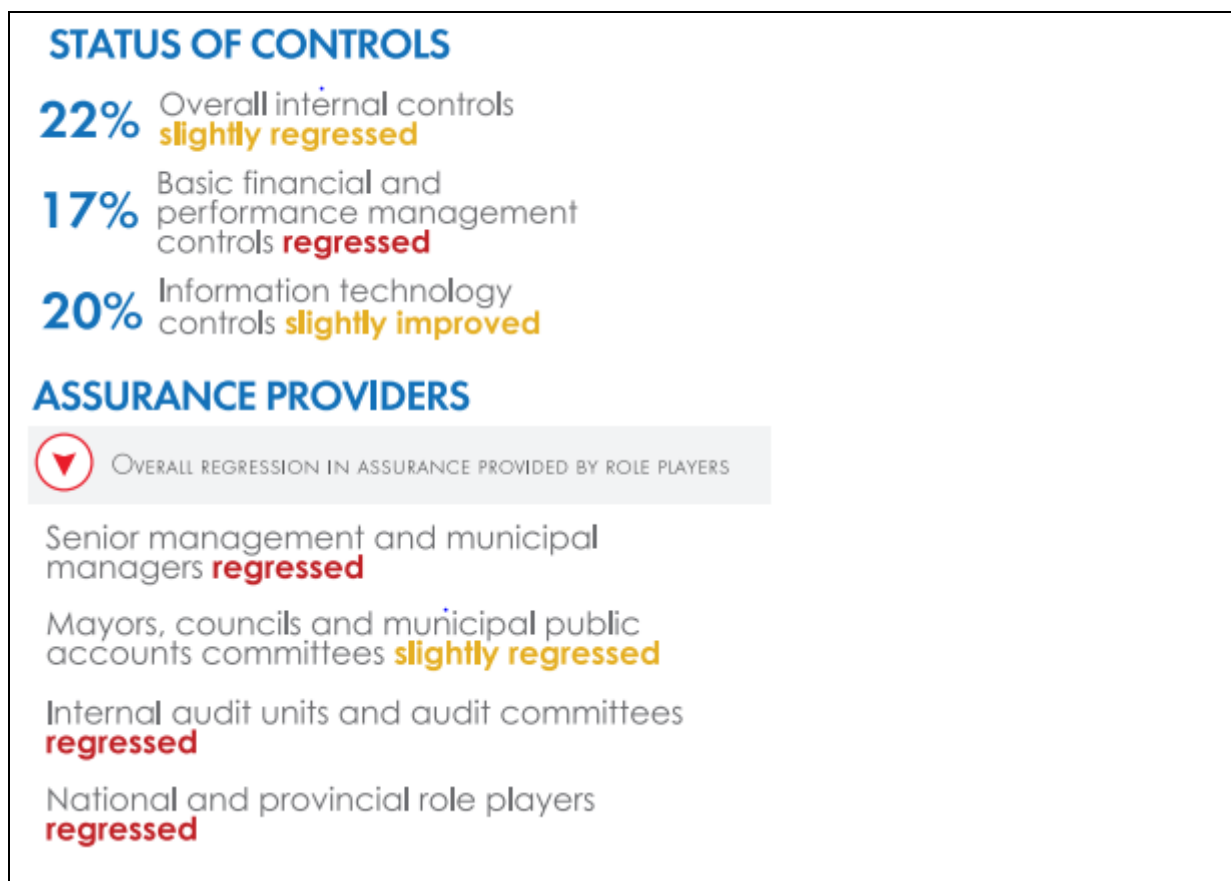 STATUS OF CONTROLS
22% Overall internal controls
slightly regressed
17% Basic financial and
performance management
controls regressed
20% Information technology
controls slightly improved
ASSURANCE PROVIDERS
OVERALL REGRESSION IN ASSURANCE PROVIDED BY ROLE PLAYERS
Senior management and municipal
managers regressed
Mayors, councils and municipal public
accounts committees slightly regressed
Internal audit units and audit committees
regressed
National and provincial role players
regressed